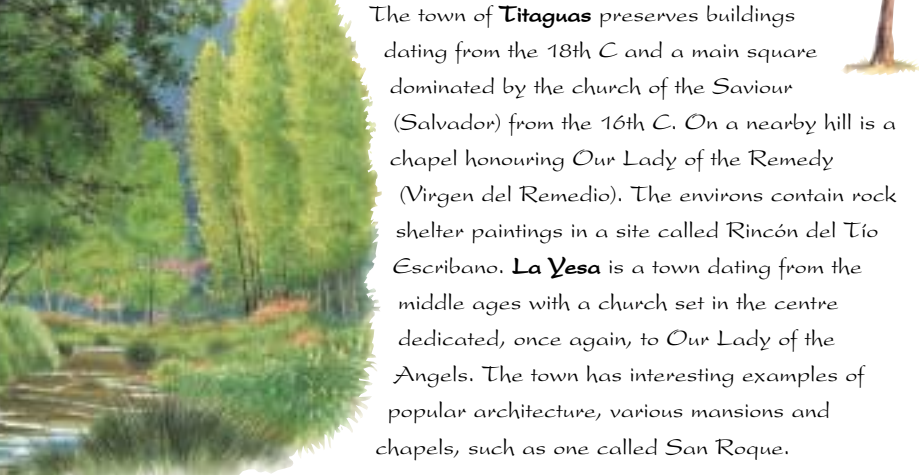 The town of Titaguas preserves buildings
dating from the 18th C and a main square
dominated by the church of the Saviour
(Salvador) from the 16th C. On a nearby hill is a
chapel honouring Our Lady of the Remedy
(Virgen del Remedio). The environs contain rock
shelter paintings in a site called Rincón del Tío
Escribano. La Yesa is a town dating from the
middle ages with a church set in the centre
dedicated, once again, to Our Lady of the
Angels. The town has interesting examples of
popular architecture, various mansions and
chapels, such as one called San Roque.